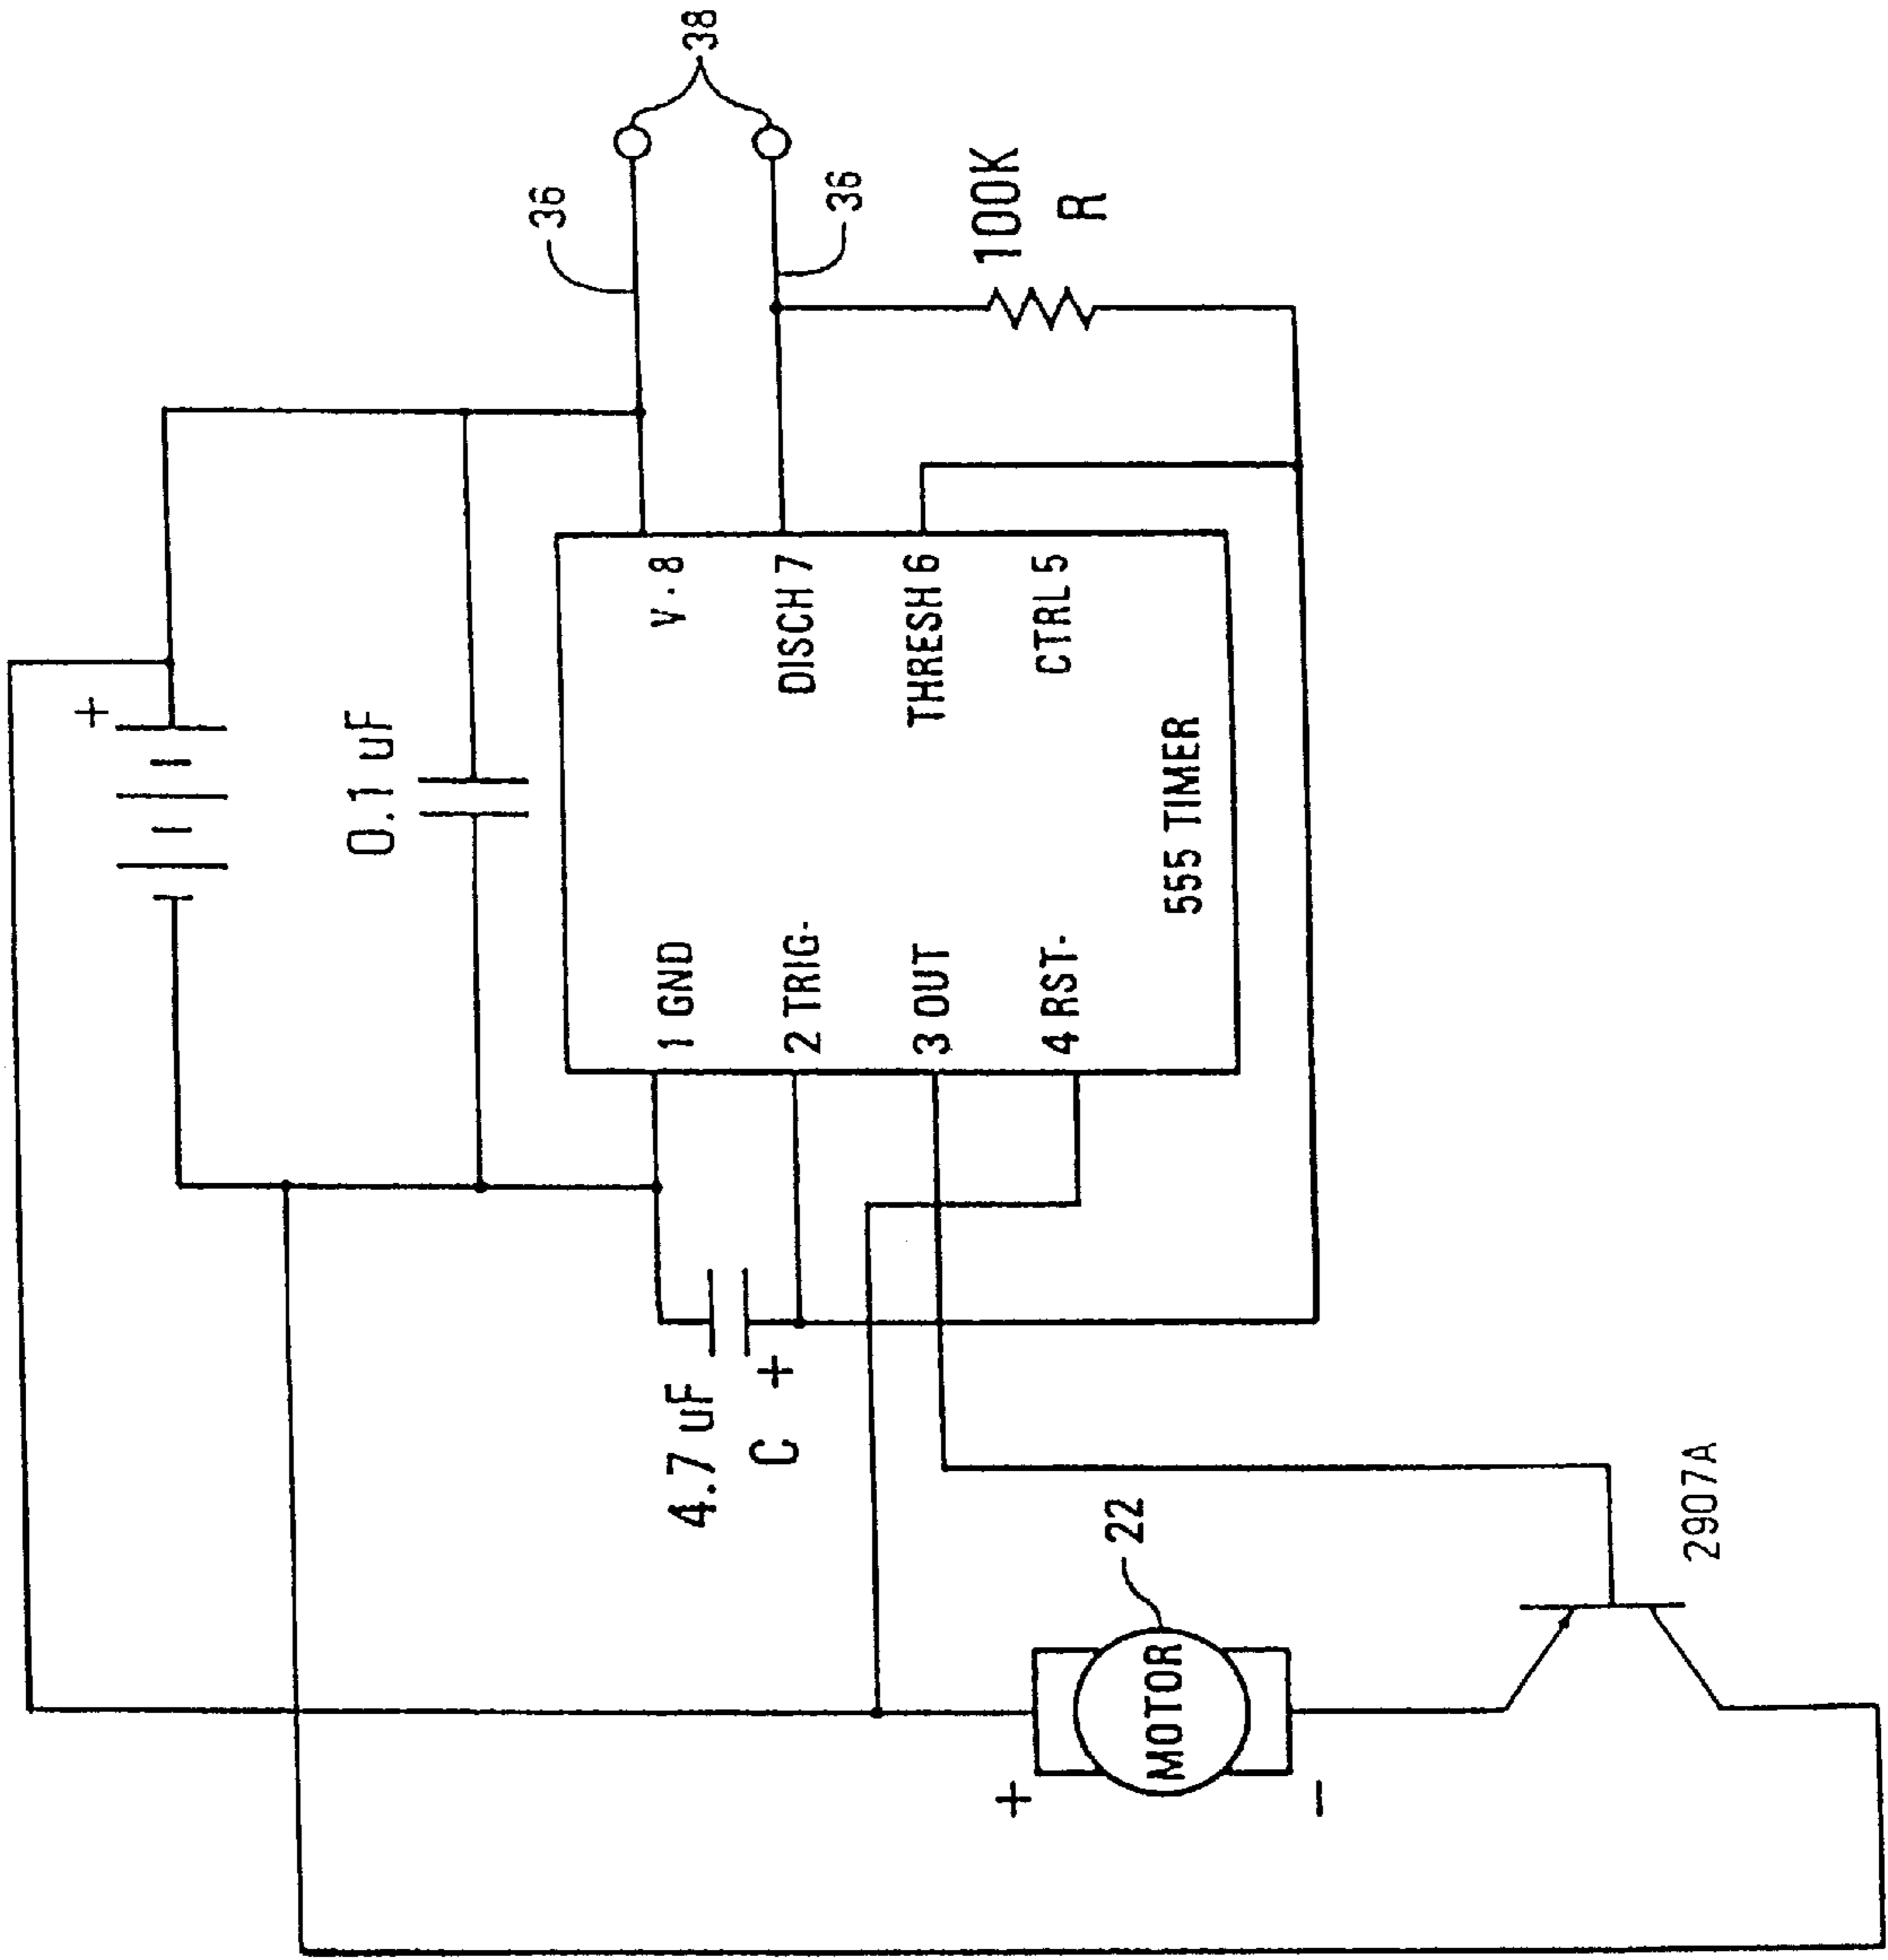 38
36
36
100K
R
+
0.1 uF
V - 8
DISCH 7
THRESH 6
CTRL 5
1 GND
2 TRIG-
3 OUT
4 RST-
555 TIMER
4.7 uF
C +
22
MOTOR
+
-
2907A